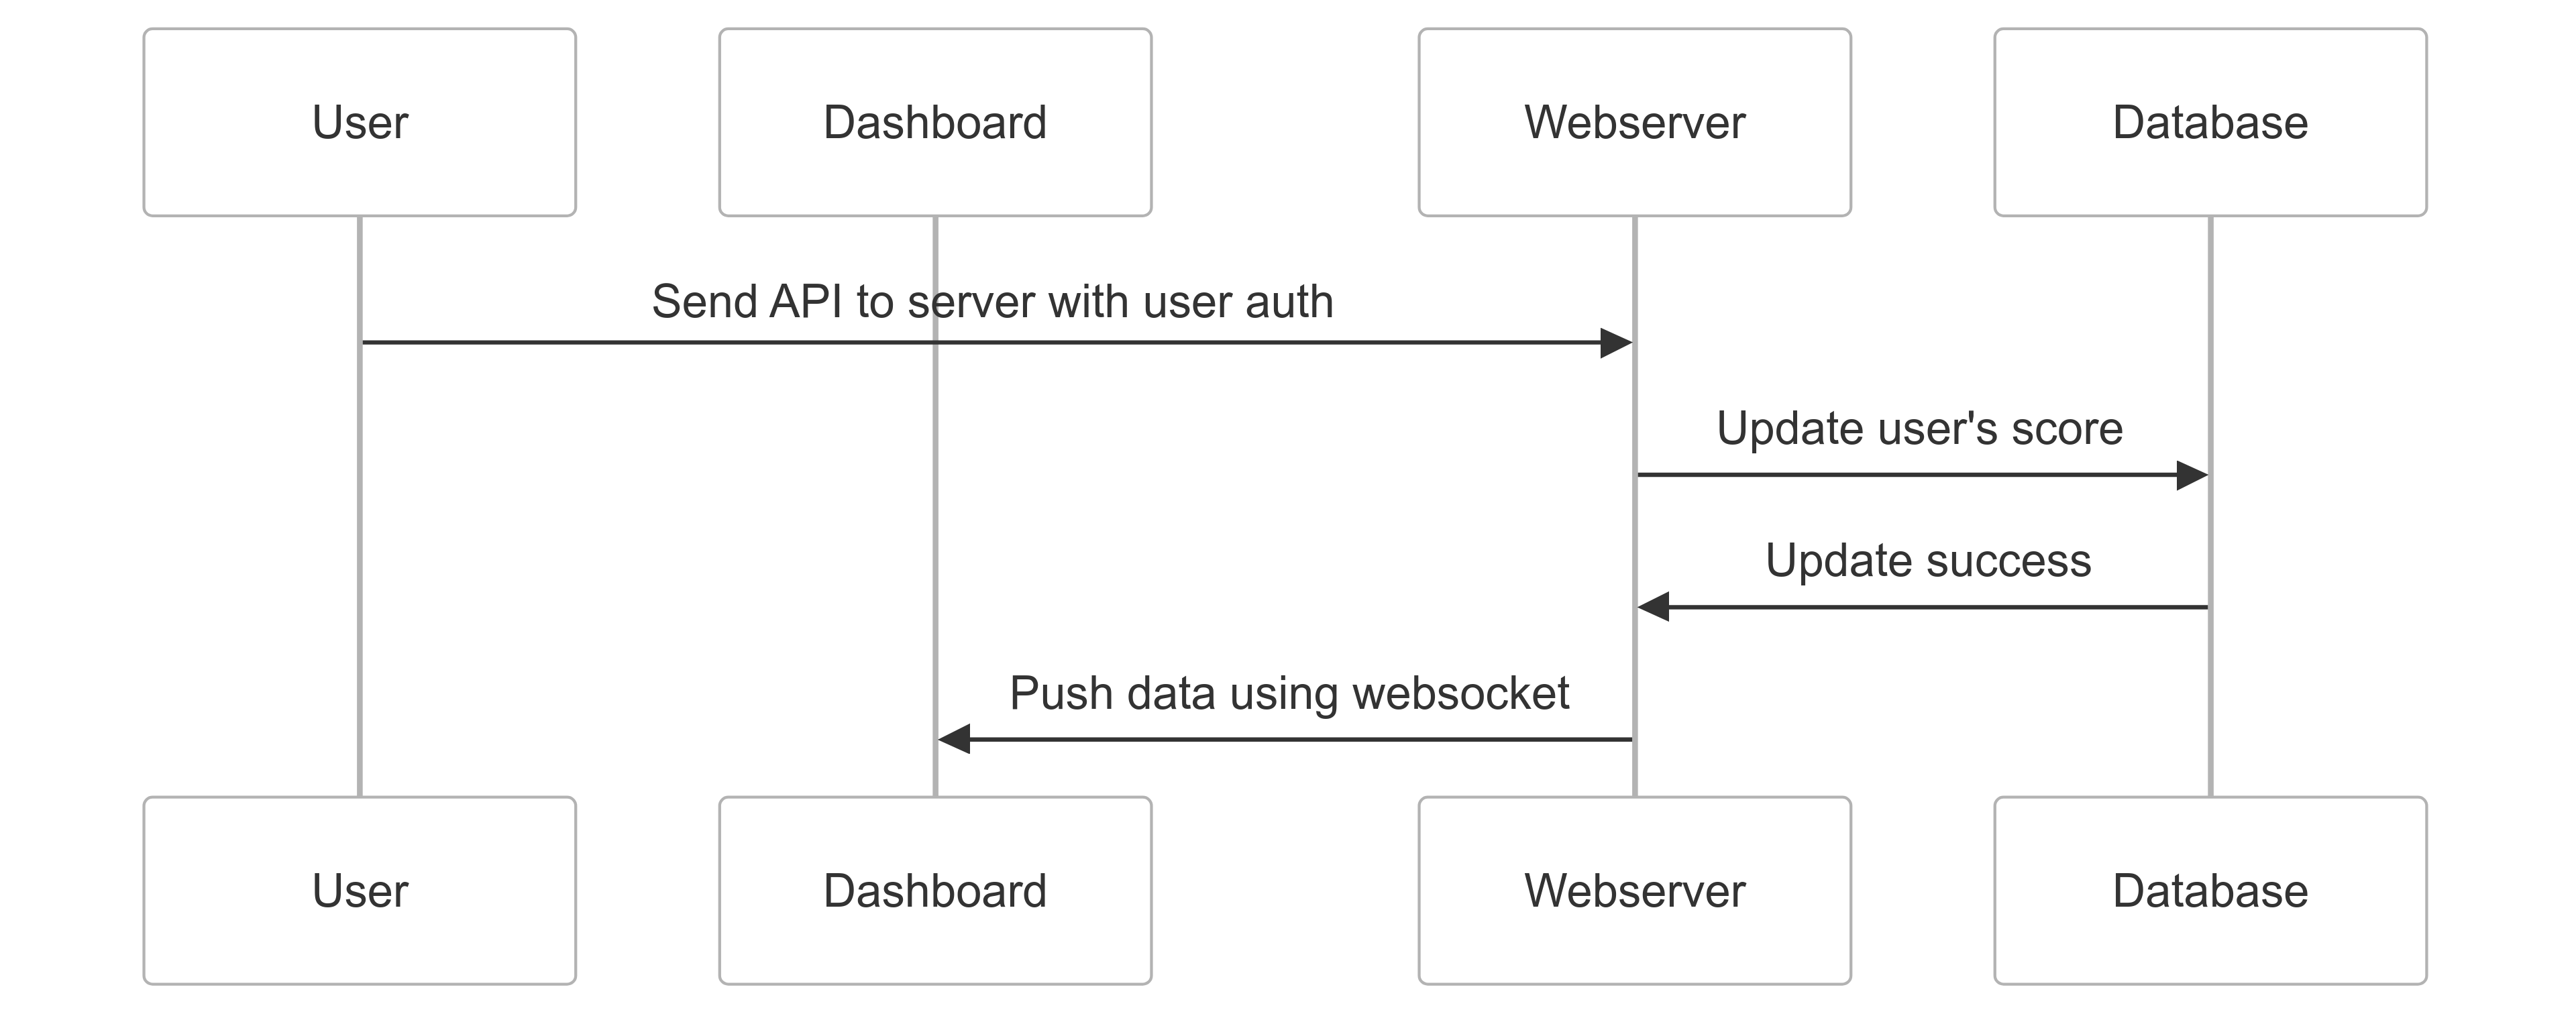 User
Dashboard
Webserver
Database
Send API to server with user auth
Update user's score
Update success
Push data using websocket
User
Dashboard
Webserver
Database